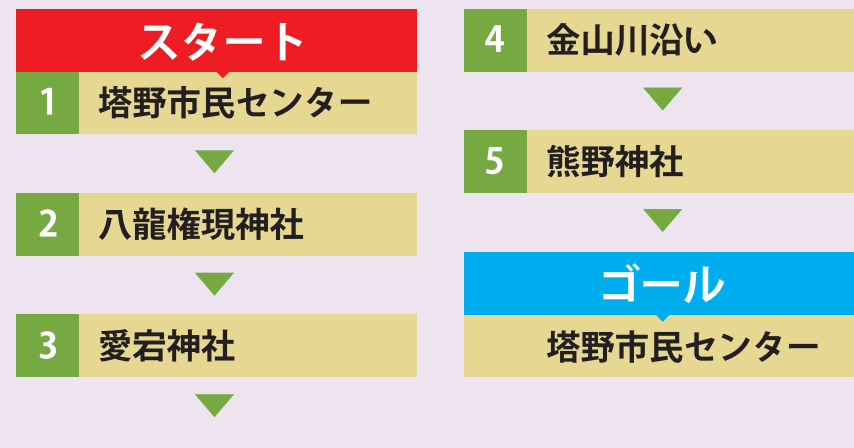 スタート
1 塔野市民センター
2 八龍権現神社
3 愛宕神社
4 金山川沿い
5 熊野神社
ゴール
塔野市民センター